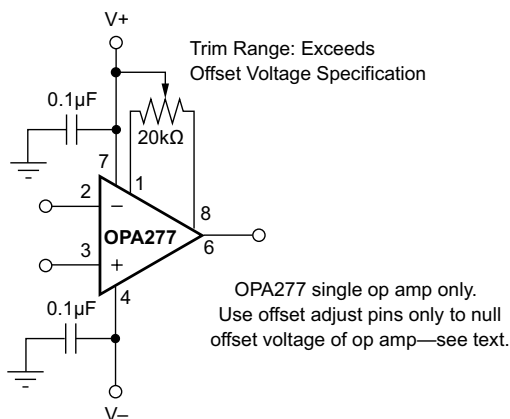 V+
Trim Range: Exceeds
Offset Voltage Specification
0.1µF
20kΩ
7
1
2
−
8
OPA277
6
3
+
4
OPA277 single op amp only.
Use offset adjust pins only to null
offset voltage of op amp—see text.
0.1µF
V−